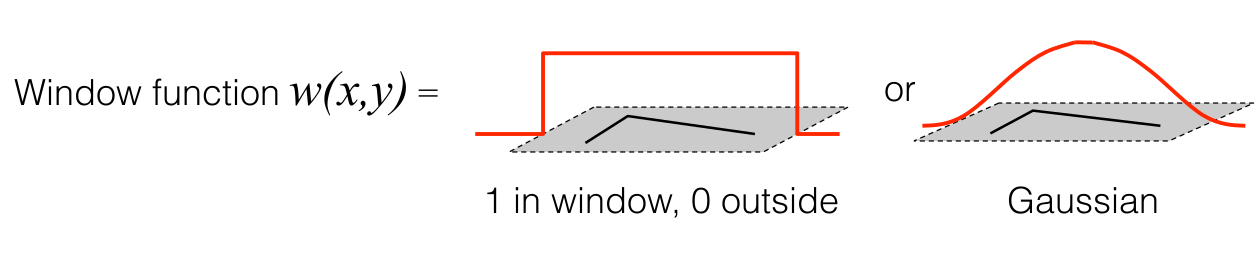 Window function w(x,y) =
or
1 in window, 0 outside
Gaussian